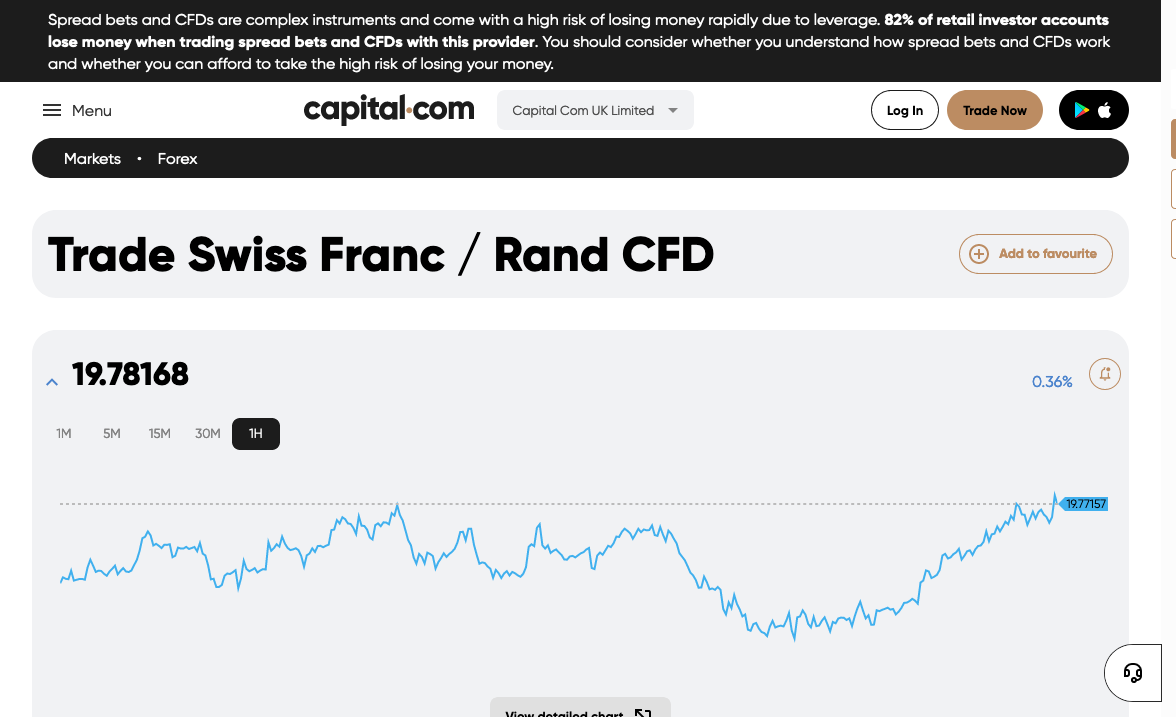 Spread bets and CFDs are complex instruments and come with a high risk of losing money rapidly due to leverage. 82% of retail investor accounts
lose money when trading spread bets and CFDs with this provider. You should consider whether you understand how spread bets and CFDs work
and whether you can afford to take the high risk of losing your money.
Menu
capital.com
Capital Com UK Limited
Log In
Trade Now
Markets • Forex
Trade Swiss Franc / Rand CFD
Add to favourite
19.78168
0.36%
1M 5M 15M 30M 1H
19.77157
View detailed chart